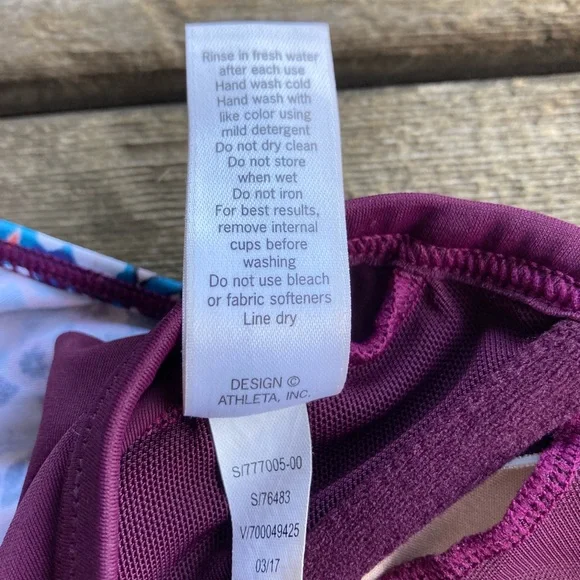 Rinse in fresh water
after each use
Hand wash cold
Hand wash with
like color using
mild detergent
Do not dry clean
Do not store
when wet
Do not iron
For best results,
remove internal
cups before
washing
Do not use bleach
or fabric softeners
Line dry
DESIGN ©
ATHLETA, INC.
S/777005-00
S/76483
V/700049425
03/17